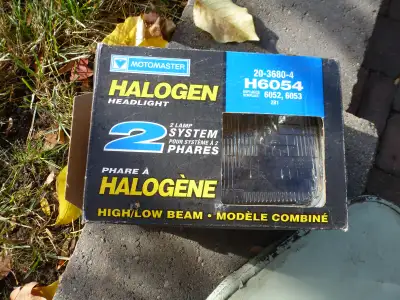 MOTOMASTER
HALOGEN
HEADLIGHT
2
2 LAMP
SYSTEM
POUR SYSTÈME À 2
PHARES
PHARE À
HALOGÈNE
HIGH/LOW BEAM • MODÈLE COMBINÉ
20-3680-4
H6054
6052, 6053